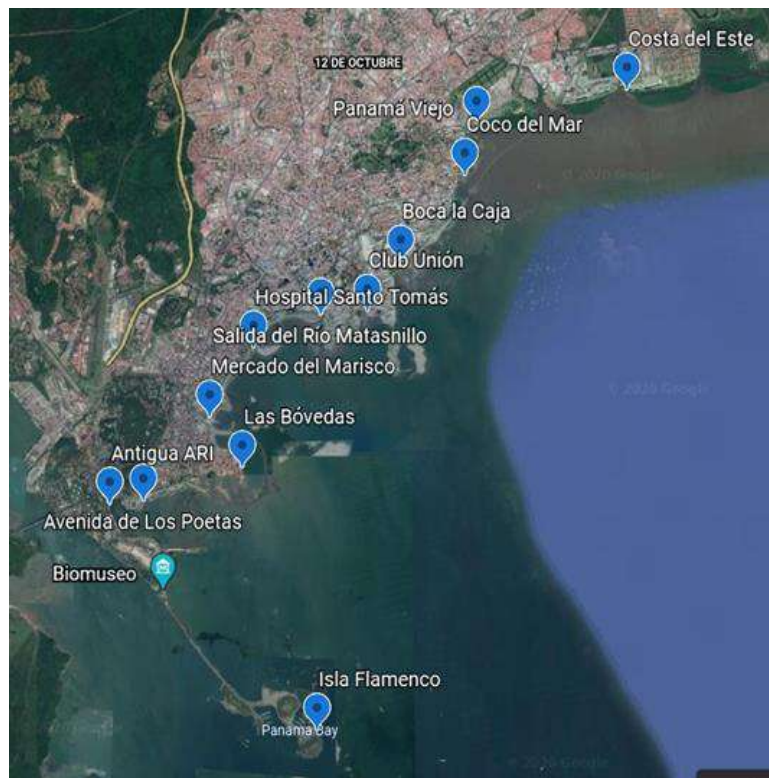 Costa del Este
12 DE OCTUBRE
Panamá Viejo
Coco del Mar
© 2020 Google
Boca la Caja
Club Unión
Hospital Santo Tomás
Salida del Río Matasnillo
Mercado del Marisco
© 2020 Google
Las Bóvedas
Antigua ARI
Avenida de Los Poetas
Biomuseo
Isla Flamenco
Panama Bay
© 2020 Google